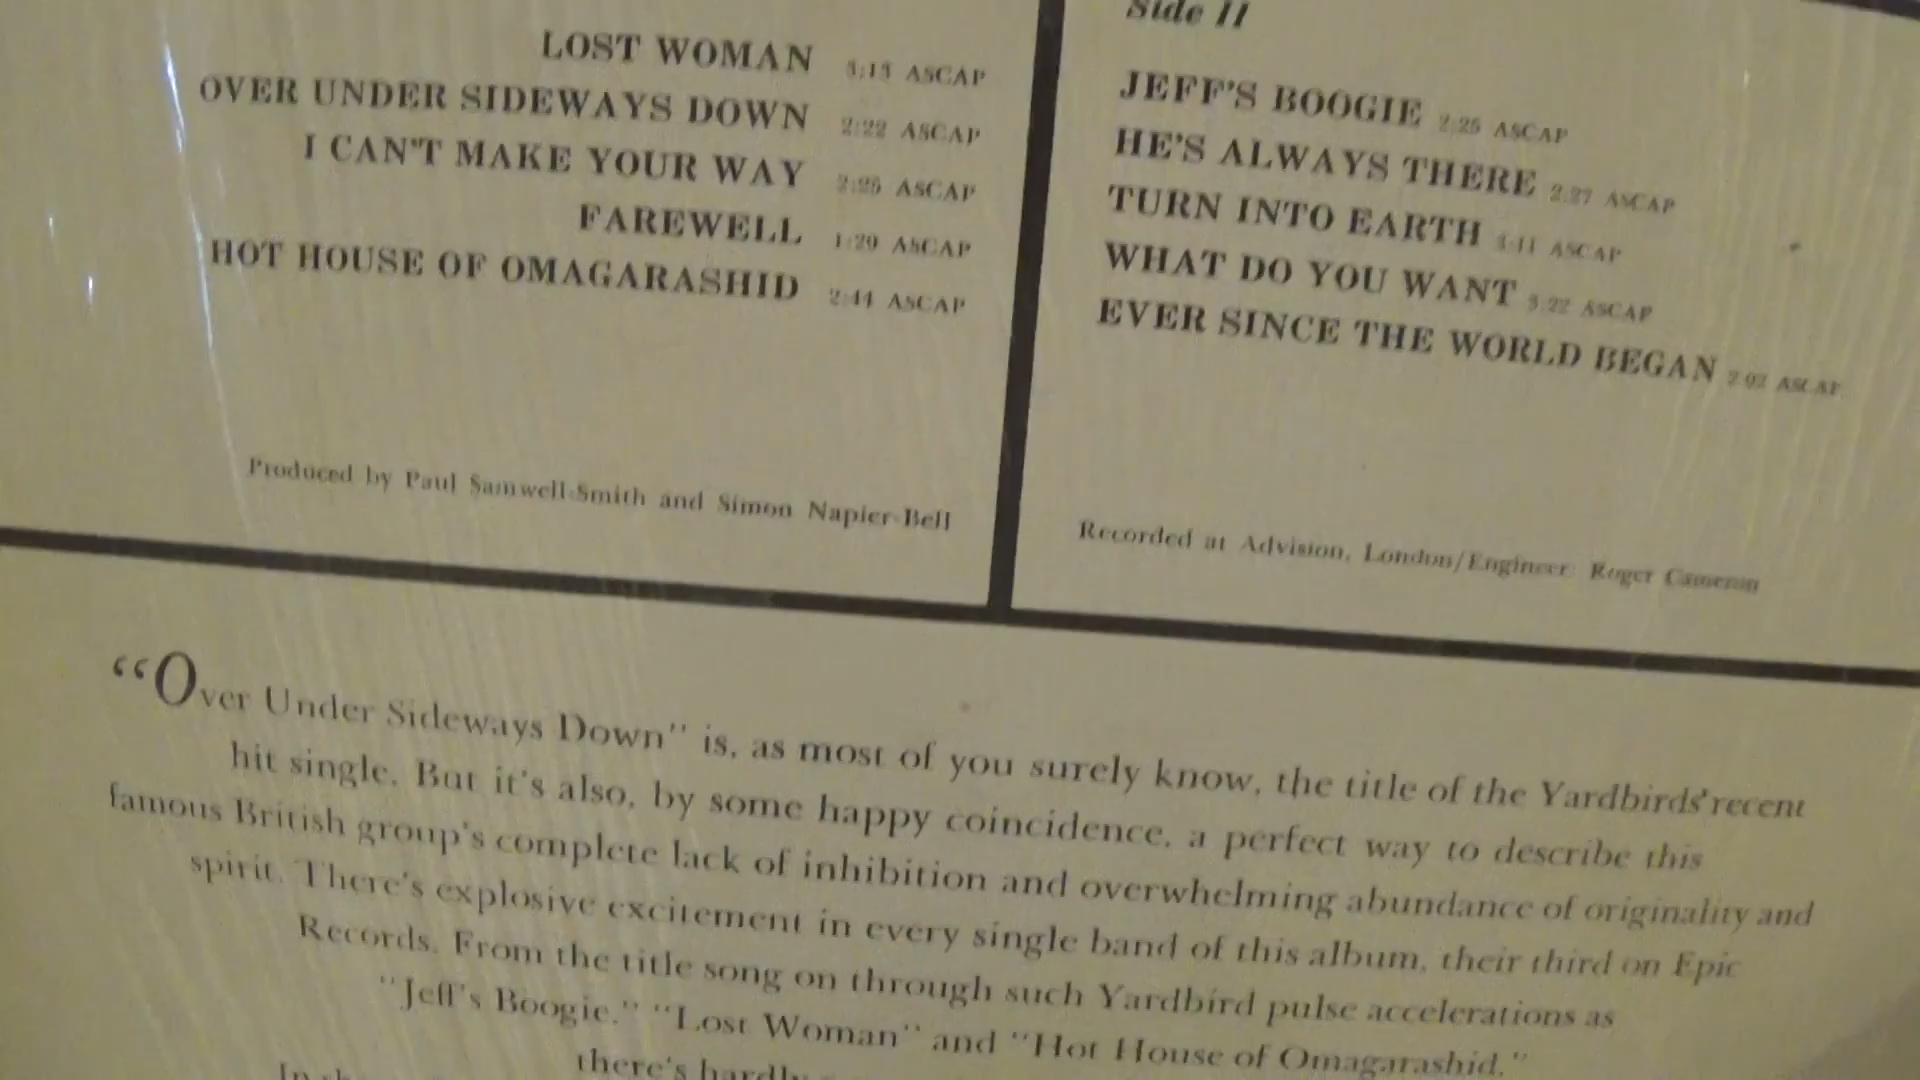 LOST WOMAN 3:15 ASCAP
OVER UNDER SIDEWAYS DOWN 2:22 ASCAP
I CAN'T MAKE YOUR WAY 2:25 ASCAP
FAREWELL 1:29 ASCAP
HOT HOUSE OF OMAGARASHID 2:44 ASCAP
Produced by Paul Samwell-Smith and Simon Napier-Bell
Side II
JEFF'S BOOGIE 2:25 ASCAP
HE'S ALWAYS THERE 2:27 ASCAP
TURN INTO EARTH ASCAP
WHAT DO YOU WANT 3:22 ASCAP
EVER SINCE THE WORLD BEGAN 2:02 ASCAP
Recorded at Advision, London/Engineer: Roger Cameron
"Over Under Sideways Down" is, as most of you surely know, the title of the Yardbirds' recent
hit single. But it's also, by some happy coincidence, a perfect way to describe this
famous British group's complete lack of inhibition and overwhelming abundance of originality and
spirit. There's explosive excitement in every single band of this album, their third on Epic
Records. From the title song on through such Yardbird pulse accelerations as
"Jeff's Boogie." "Lost Woman" and "Hot House of Omagarashid."
there's hardly
In